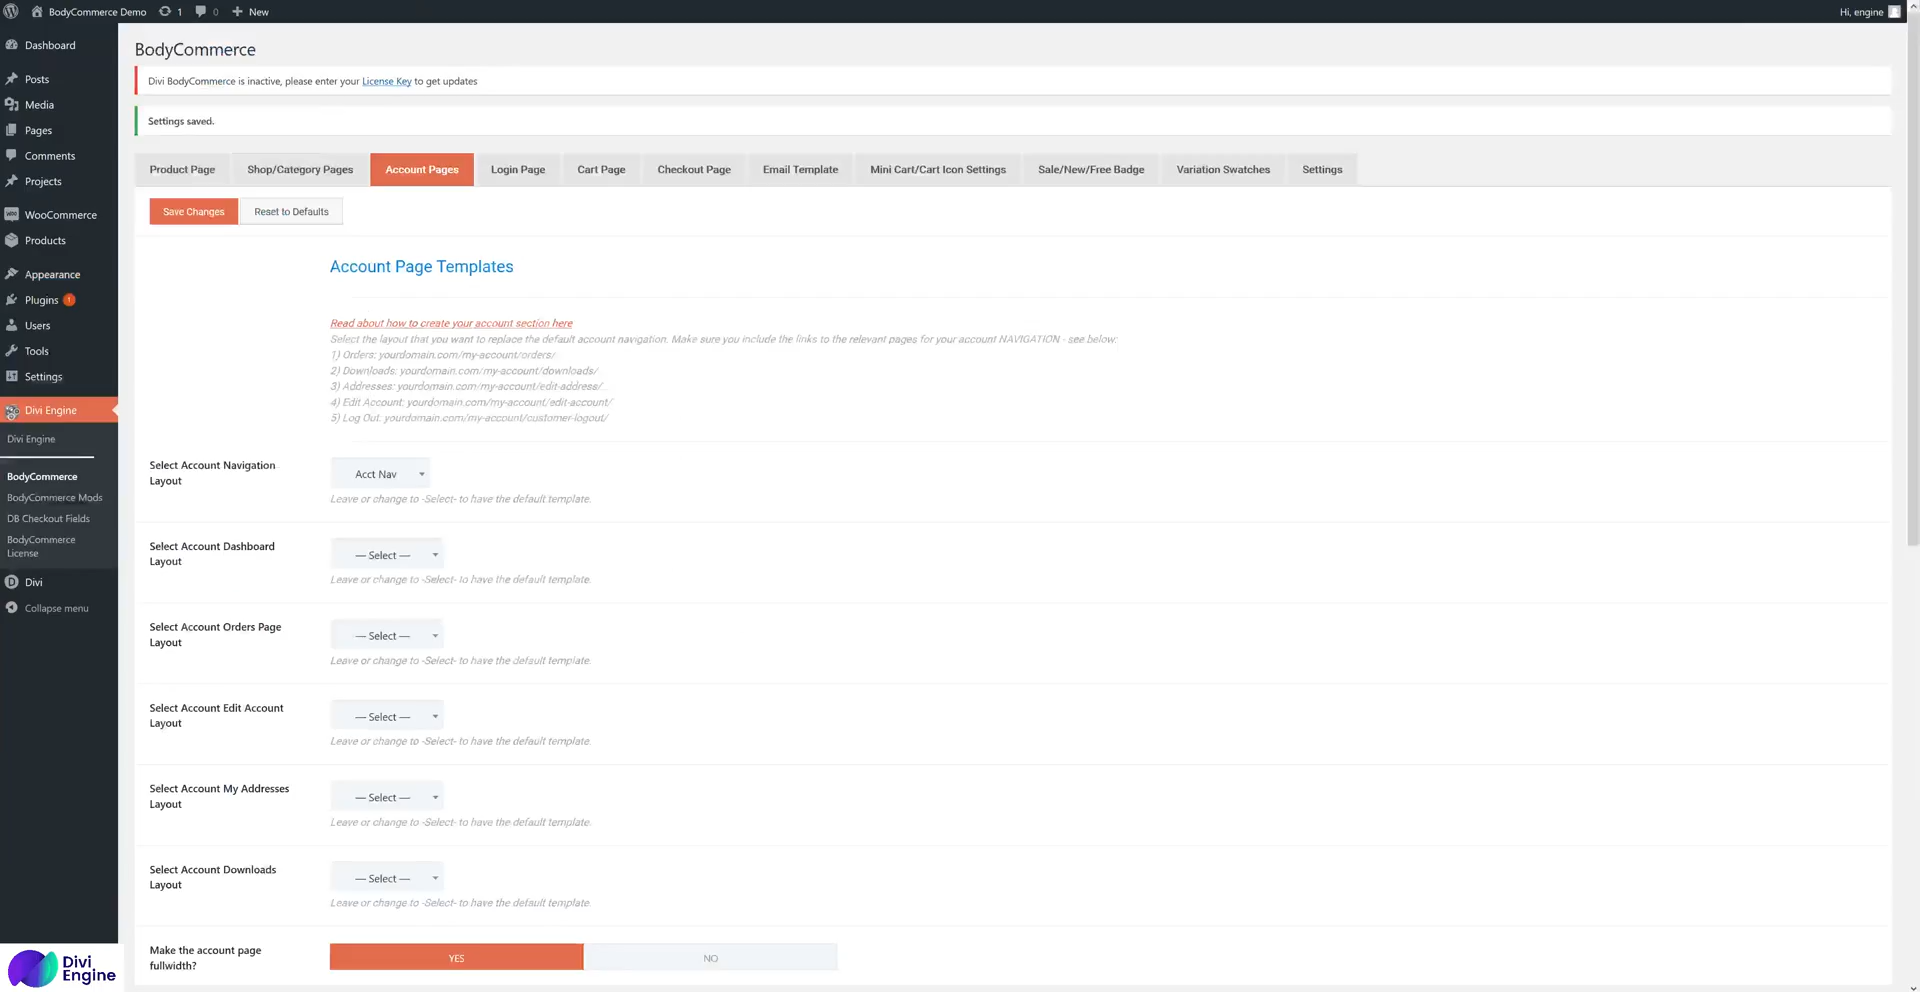 BodyCommerce Demo 1 0 New Hi, engine
Dashboard
Posts
Media
Pages
Comments
Projects
WooCommerce
Products
Appearance
Plugins 1
Users
Tools
Settings
Divi Engine
Divi Engine
BodyCommerce
BodyCommerce Mods
DB Checkout Fields
BodyCommerce
License
Divi
Collapse menu
Divi
Engine
BodyCommerce
Divi BodyCommerce is inactive, please enter your License Key to get updates
Settings saved.
Product Page Shop/Category Pages Account Pages Login Page Cart Page Checkout Page Email Template Mini Cart/Cart Icon Settings Sale/New/Free Badge Variation Swatches Settings
Save Changes Reset to Defaults
Account Page Templates
Read about how to create your account section here
Select the layout that you want to replace the default account navigation. Make sure you include the links to the relevant pages for your account NAVIGATION - see below:
1) Orders: yourdomain.com/my-account/orders/
2) Downloads: yourdomain.com/my-account/downloads/
3) Addresses: yourdomain.com/my-account/edit-address/
4) Edit Account: yourdomain.com/my-account/edit-account/
5) Log Out: yourdomain.com/my-account/customer-logout/
Select Account Navigation
Layout
Acct Nav
Leave or change to -Select- to have the default template.
Select Account Dashboard
Layout
— Select —
Leave or change to -Select- to have the default template.
Select Account Orders Page
Layout
— Select —
Leave or change to -Select- to have the default template.
Select Account Edit Account
Layout
— Select —
Leave or change to -Select- to have the default template.
Select Account My Addresses
Layout
— Select —
Leave or change to -Select- to have the default template.
Select Account Downloads
Layout
— Select —
Leave or change to -Select- to have the default template.
Make the account page
fullwidth?
YES NO